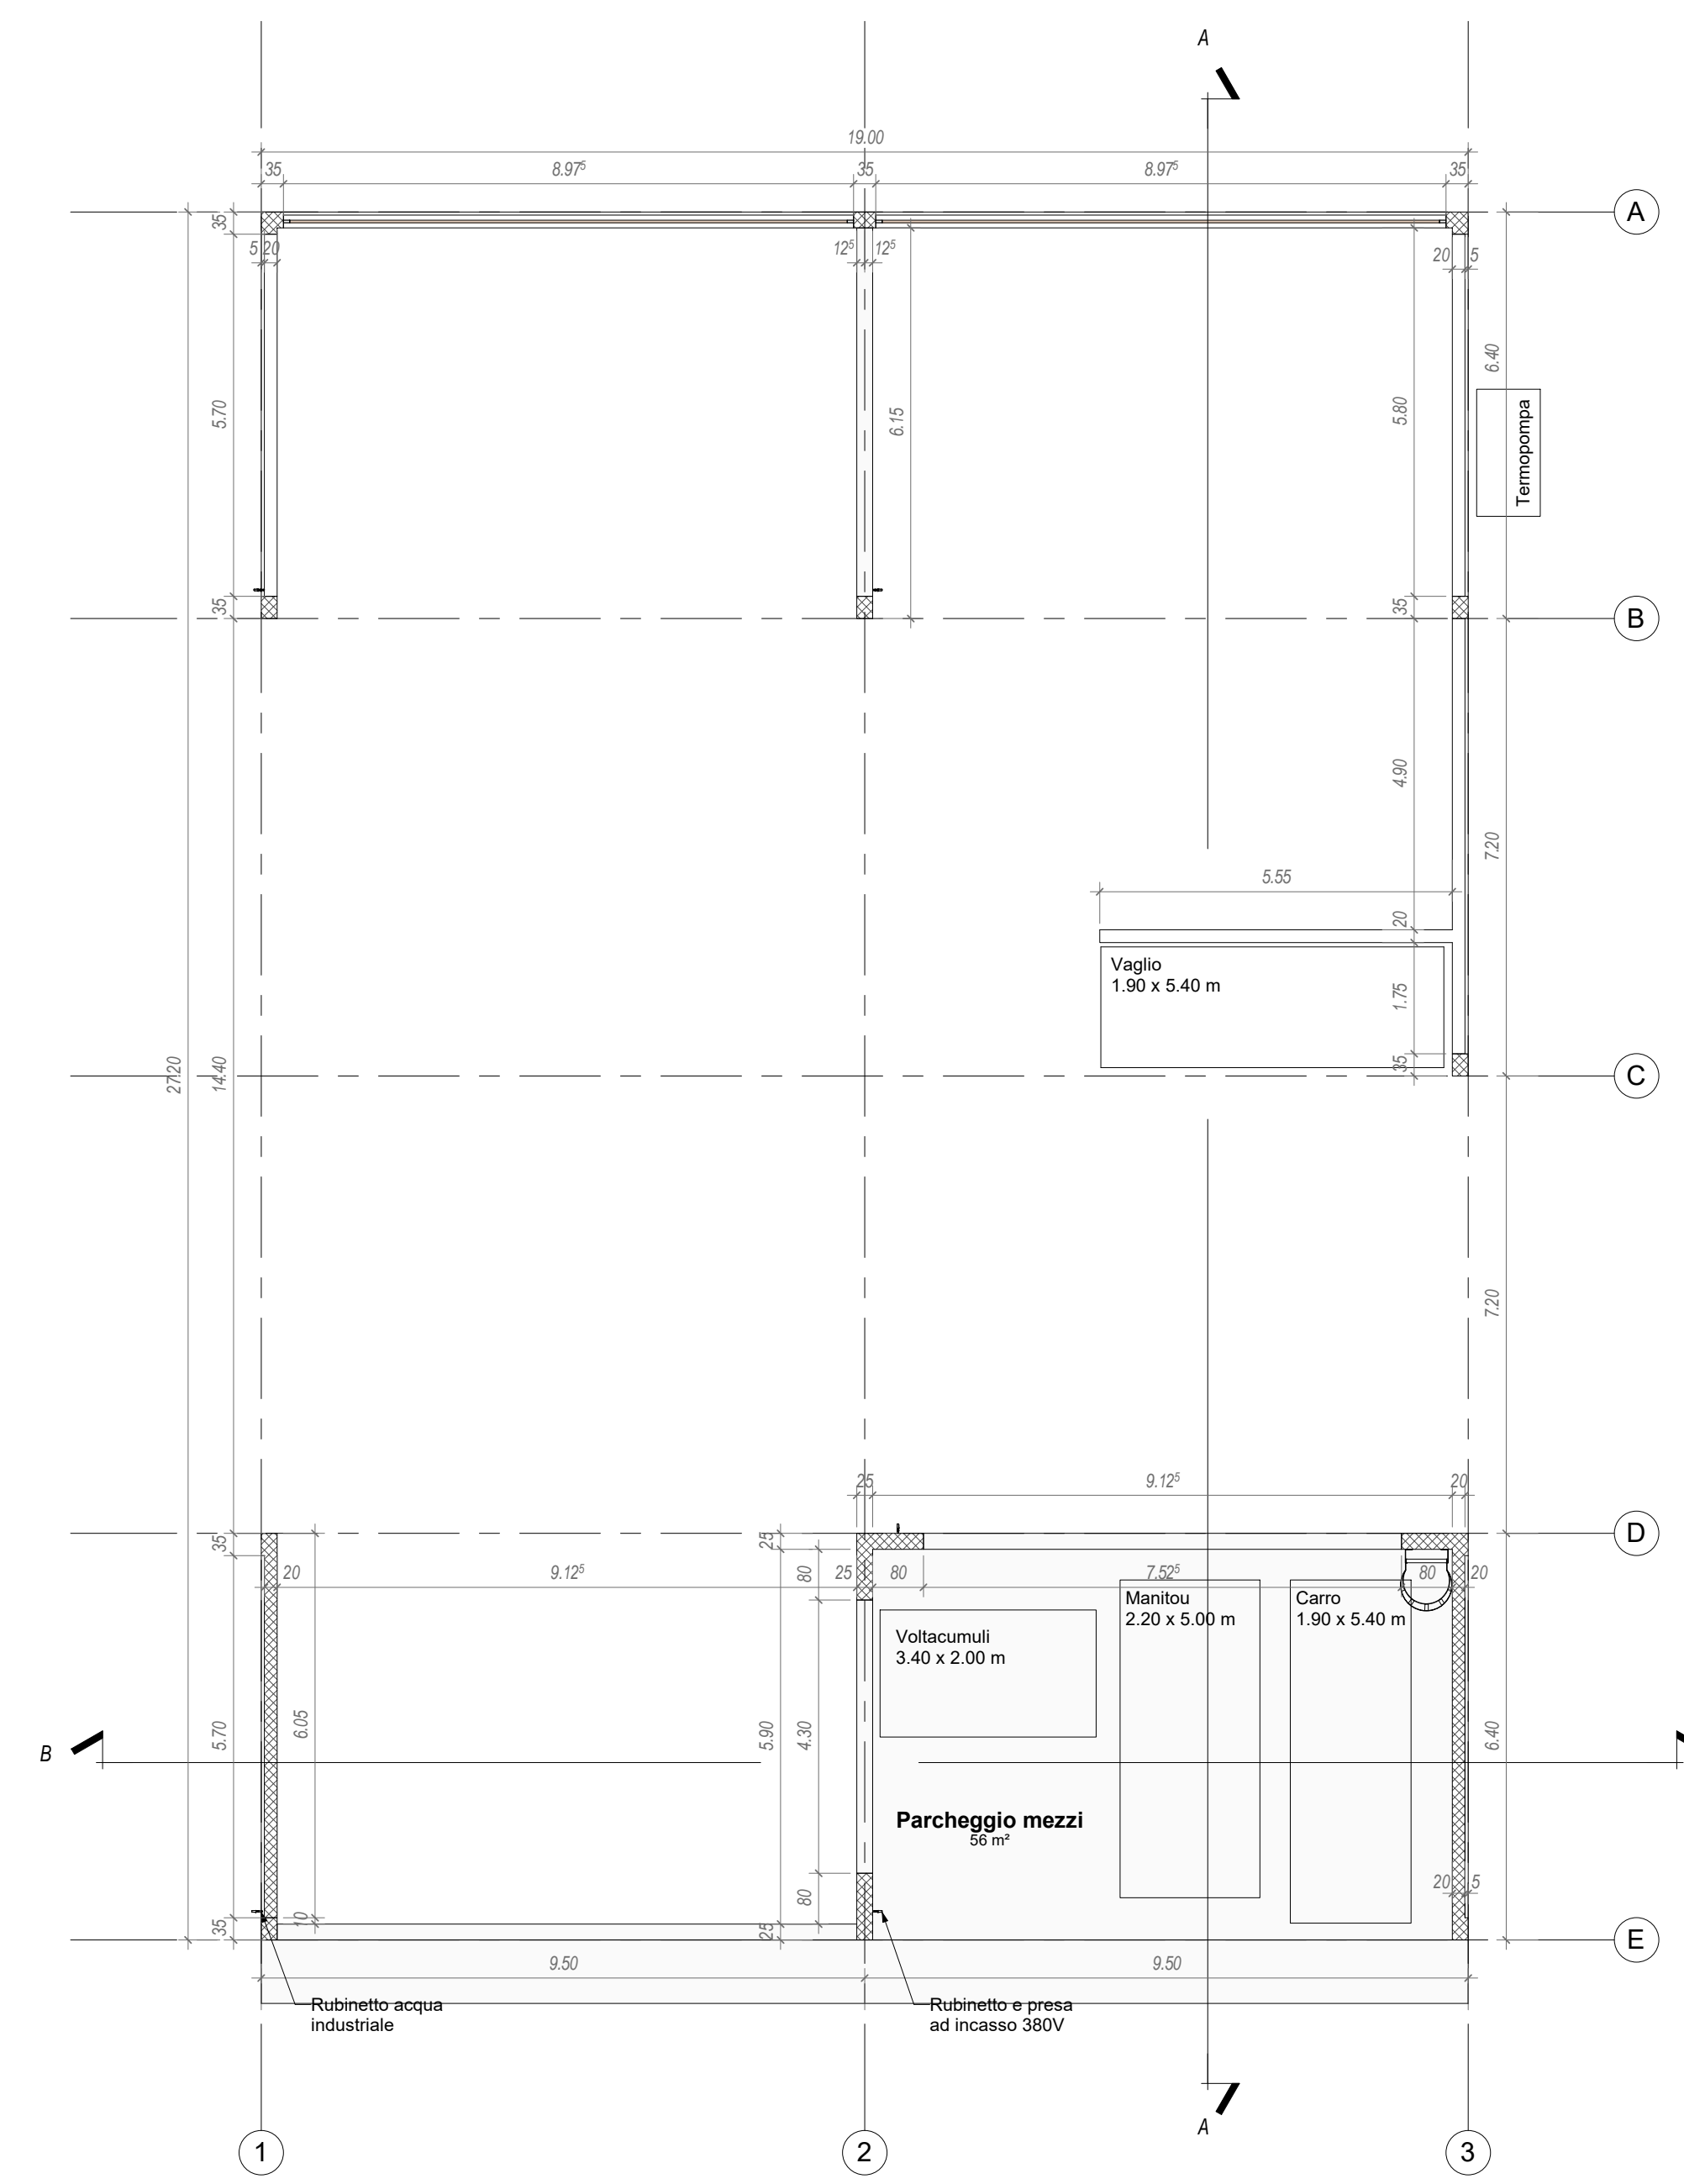 A
19.00
35 8.97⁵ 35 8.97⁵ 35
A
35
5 20 12⁵ 12⁵ 20 5
6.40
5.70 6.15 5.80
Termopompa
35 35
B
4.90
7.20
5.55
20
Vaglio
1.90 x 5.40 m
1.75
35
27.20 14.40
C
7.20
25 9.12⁵ 20
D
35 25
20 9.12⁵ 80 25 80 7.52⁵ 80 20
Manitou
2.20 x 5.00 m
Carro
1.90 x 5.40 m
Voltacumuli
3.40 x 2.00 m
B
5.70 6.05 5.90 4.30 6.40
Parcheggio mezzi
56 m²
80 20 5
35 10 25
E
9.50 9.50
Rubinetto acqua
industriale
Rubinetto e presa
ad incasso 380V
A
1 2 3